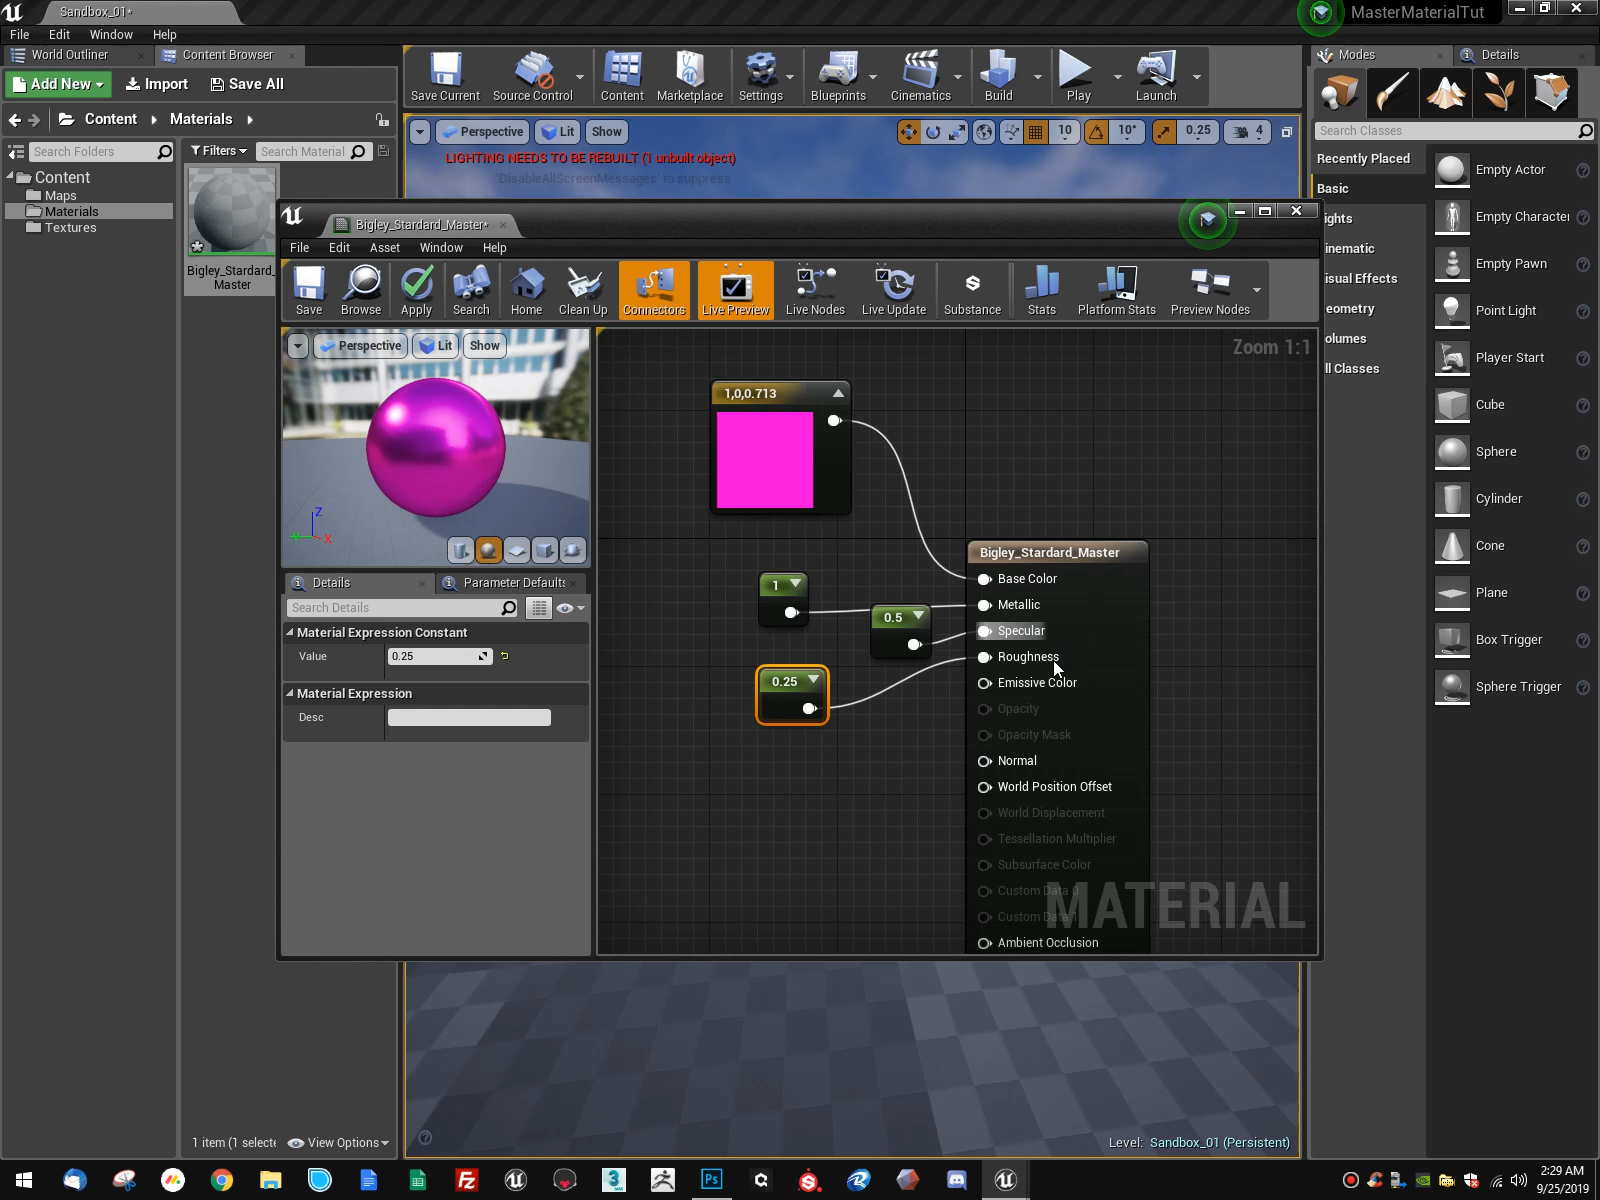 Sandbox_01*
MasterMaterialTut
File Edit Window Help
World Outliner
Content Browser
Add New
Import
Save All
Save Current
Source Control
Content
Marketplace
Settings
Blueprints
Cinematics
Build
Play
Launch
Modes
Details
Search Classes
Content
Materials
Search Folders
Filters
Search Material
Content
Maps
Materials
Textures
Bigley_Stardard_
Master
Perspective
Lit
Show
10
10°
0.25
4
LIGHTING NEEDS TO BE REBUILT (1 unbuilt object)
'DisableAllScreenMessages' to suppress
Recently Placed
Basic
ights
inematic
isual Effects
eometry
olumes
ll Classes
Empty Actor
Empty Character
Empty Pawn
Point Light
Player Start
Cube
Sphere
Cylinder
Cone
Plane
Box Trigger
Sphere Trigger
Bigley_Stardard_Master*
File Edit Asset Window Help
Save
Browse
Apply
Search
Home
Clean Up
Connectors
Live Preview
Live Nodes
Live Update
Substance
Stats
Platform Stats
Preview Nodes
Perspective
Lit
Show
Z
X
Zoom 1:1
1,0,0.713
1
0.5
0.25
Bigley_Stardard_Master
Base Color
Metallic
Specular
Roughness
Emissive Color
Opacity
Opacity Mask
Normal
World Position Offset
World Displacement
Tessellation Multiplier
Subsurface Color
Custom Data 0
Custom Data 1
Ambient Occlusion
MATERIAL
Details
Parameter Defaults
Search Details
Material Expression Constant
Value
0.25
Material Expression
Desc
1 item (1 selecte
View Options
Level: Sandbox_01 (Persistent)
Ps
2:29 AM
9/25/2019